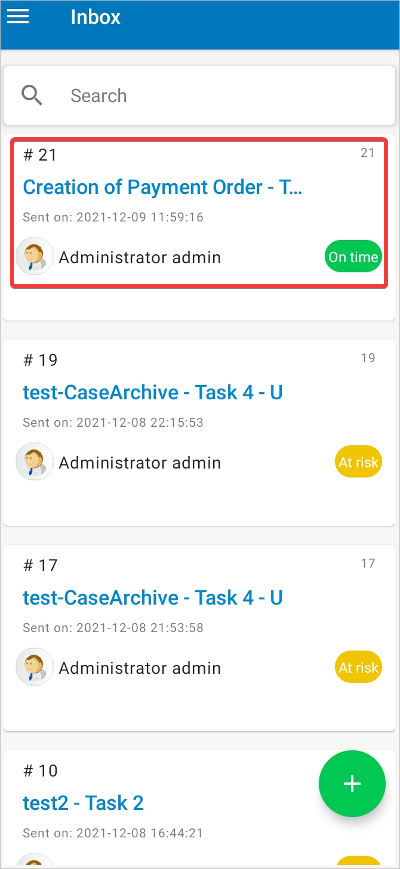 Inbox
Search
# 21
21
Creation of Payment Order - T...
Sent on: 2021-12-09 11:59:16
Administrator admin
On time
# 19
19
test-CaseArchive - Task 4 - U
Sent on: 2021-12-08 22:15:53
Administrator admin
At risk
# 17
17
test-CaseArchive - Task 4 - U
Sent on: 2021-12-08 21:53:58
Administrator admin
At risk
# 10
test2 - Task 2
Sent on: 2021-12-08 16:44:21